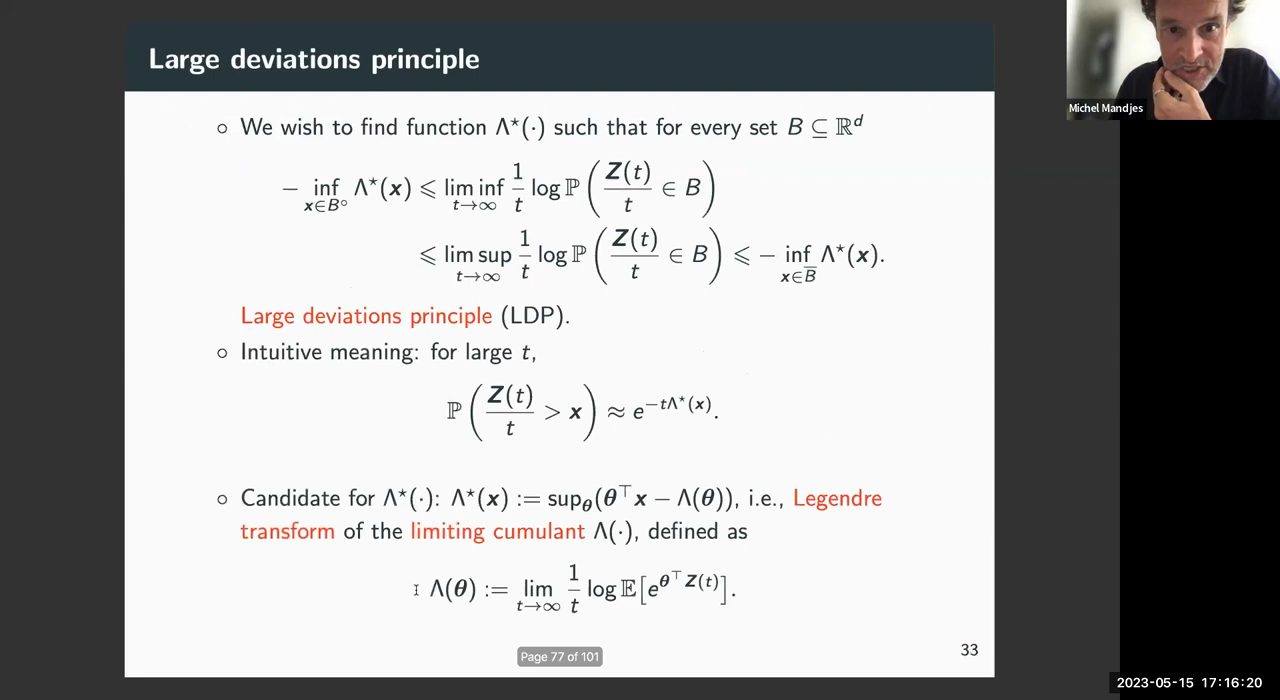 Large deviations principle
Michel Mandjes
◦ We wish to find function Λ⋆(·) such that for every set B ⊆ ℝᵈ
− inf_{x∈B°} Λ⋆(x) ⩽ lim inf_{t→∞} 1/t log ℙ(Z(t)/t ∈ B)
⩽ lim sup_{t→∞} 1/t log ℙ(Z(t)/t ∈ B) ⩽ − inf_{x∈B̅} Λ⋆(x).
Large deviations principle (LDP).
◦ Intuitive meaning: for large t,
ℙ(Z(t)/t > x) ≈ e^{−tΛ⋆(x)}.
◦ Candidate for Λ⋆(·): Λ⋆(x) := sup_θ(θ^⊤x − Λ(θ)), i.e., Legendre
transform of the limiting cumulant Λ(·), defined as
Λ(θ) := lim_{t→∞} 1/t log 𝔼[e^{θ^⊤ Z(t)}].
Page 77 of 101
33
2023-05-15 17:16:20